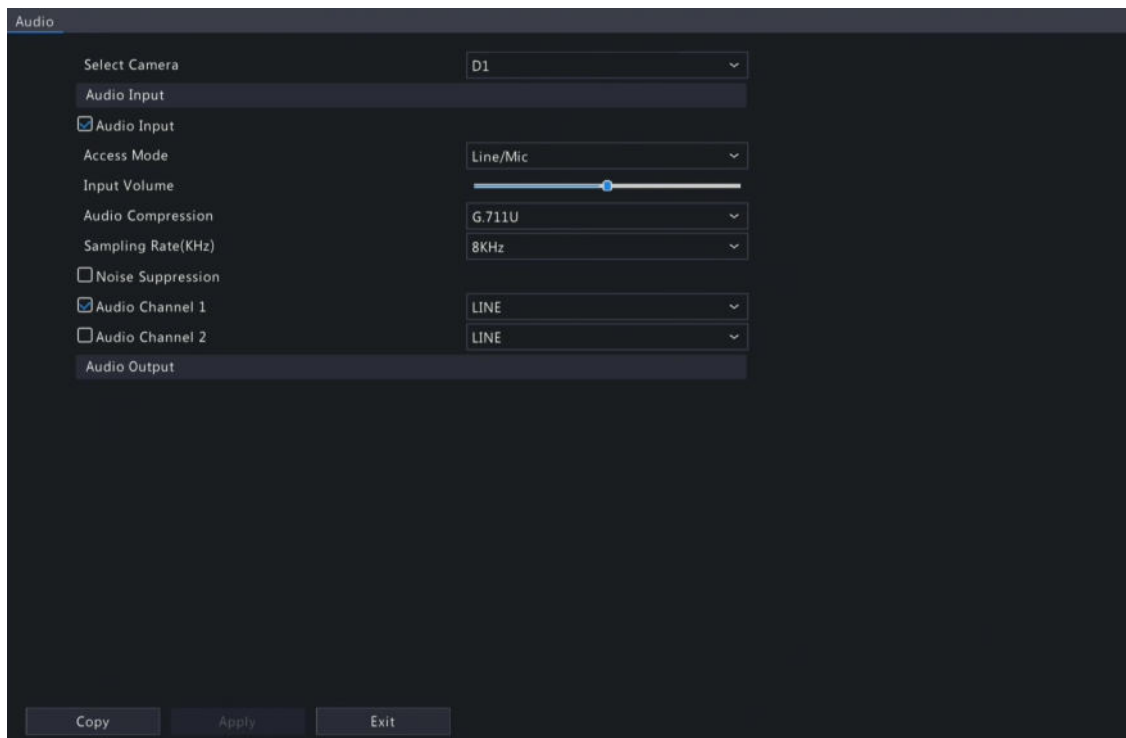 Audio
Select Camera D1
Audio Input
Audio Input
Access Mode Line/Mic
Input Volume
Audio Compression G.711U
Sampling Rate(KHz) 8KHz
Noise Suppression
Audio Channel 1 LINE
Audio Channel 2 LINE
Audio Output
Copy Apply Exit